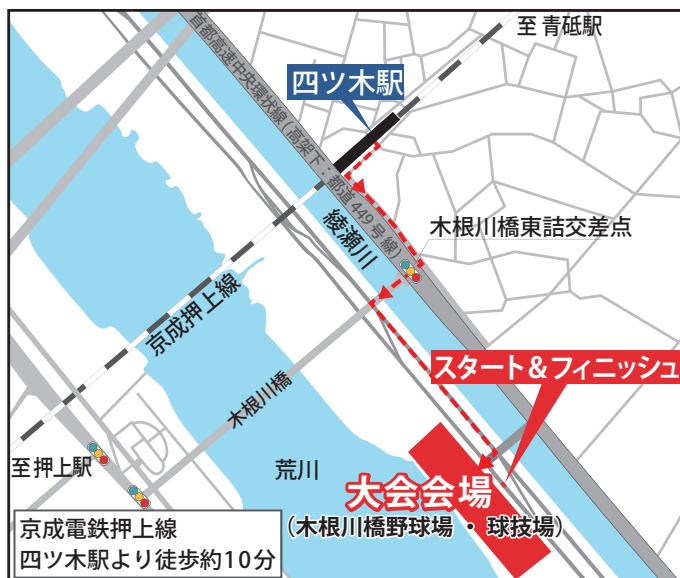 至 青砥駅
首都高速中央環状線(高架下：都道449号線)
四ツ木駅
木根川橋東詰交差点
綾瀬川
京成押上線
スタート＆フィニッシュ
木根川橋
至 押上駅
荒川
大会会場
（木根川橋野球場 ・ 球技場）
京成電鉄押上線
四ツ木駅より徒歩約10分